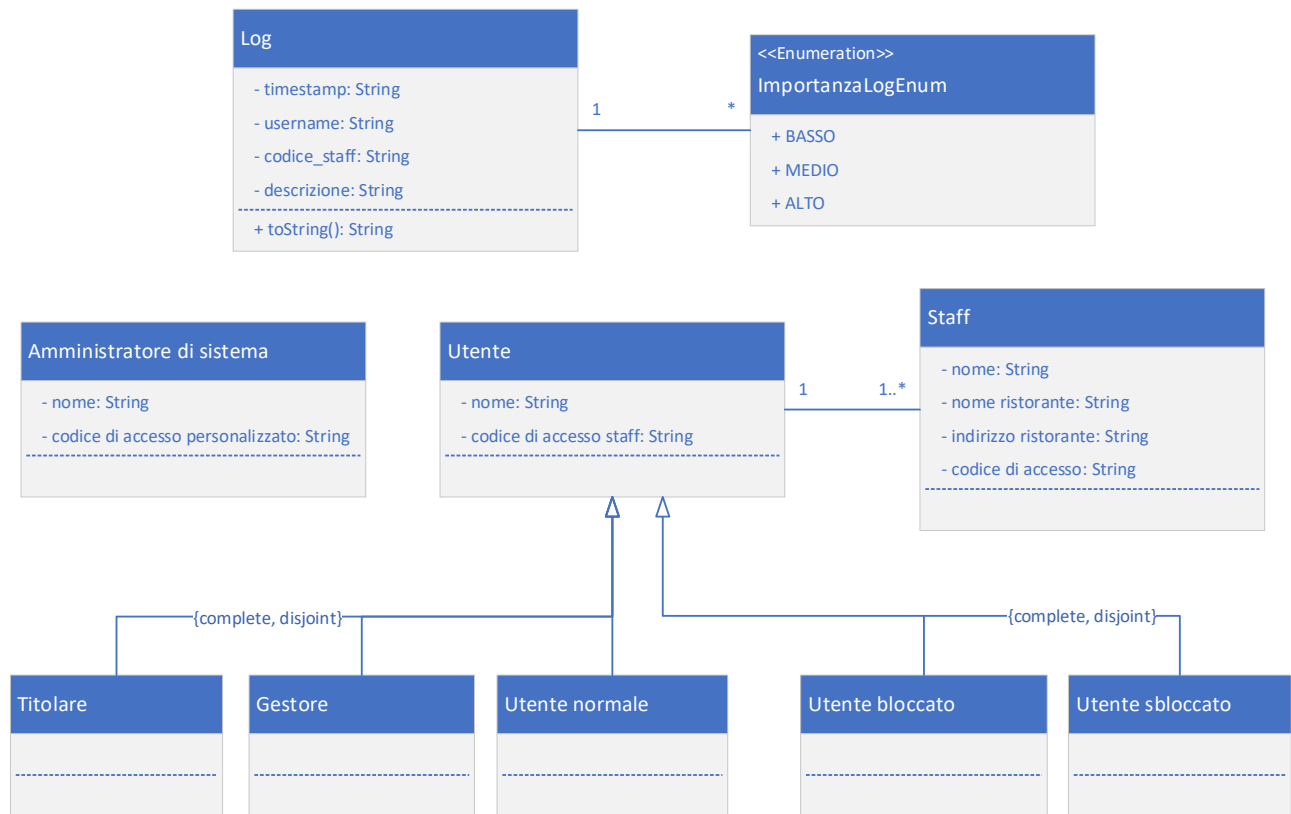 Log
- timestamp: String
- username: String
- codice_staff: String
- descrizione: String
+ toString(): String
1
*
<<Enumeration>>
ImportanzaLogEnum
+ BASSO
+ MEDIO
+ ALTO
Amministratore di sistema
- nome: String
- codice di accesso personalizzato: String
Utente
- nome: String
- codice di accesso staff: String
1
1..*
Staff
- nome: String
- nome ristorante: String
- indirizzo ristorante: String
- codice di accesso: String
{complete, disjoint}
{complete, disjoint}
Titolare
Gestore
Utente normale
Utente bloccato
Utente sbloccato